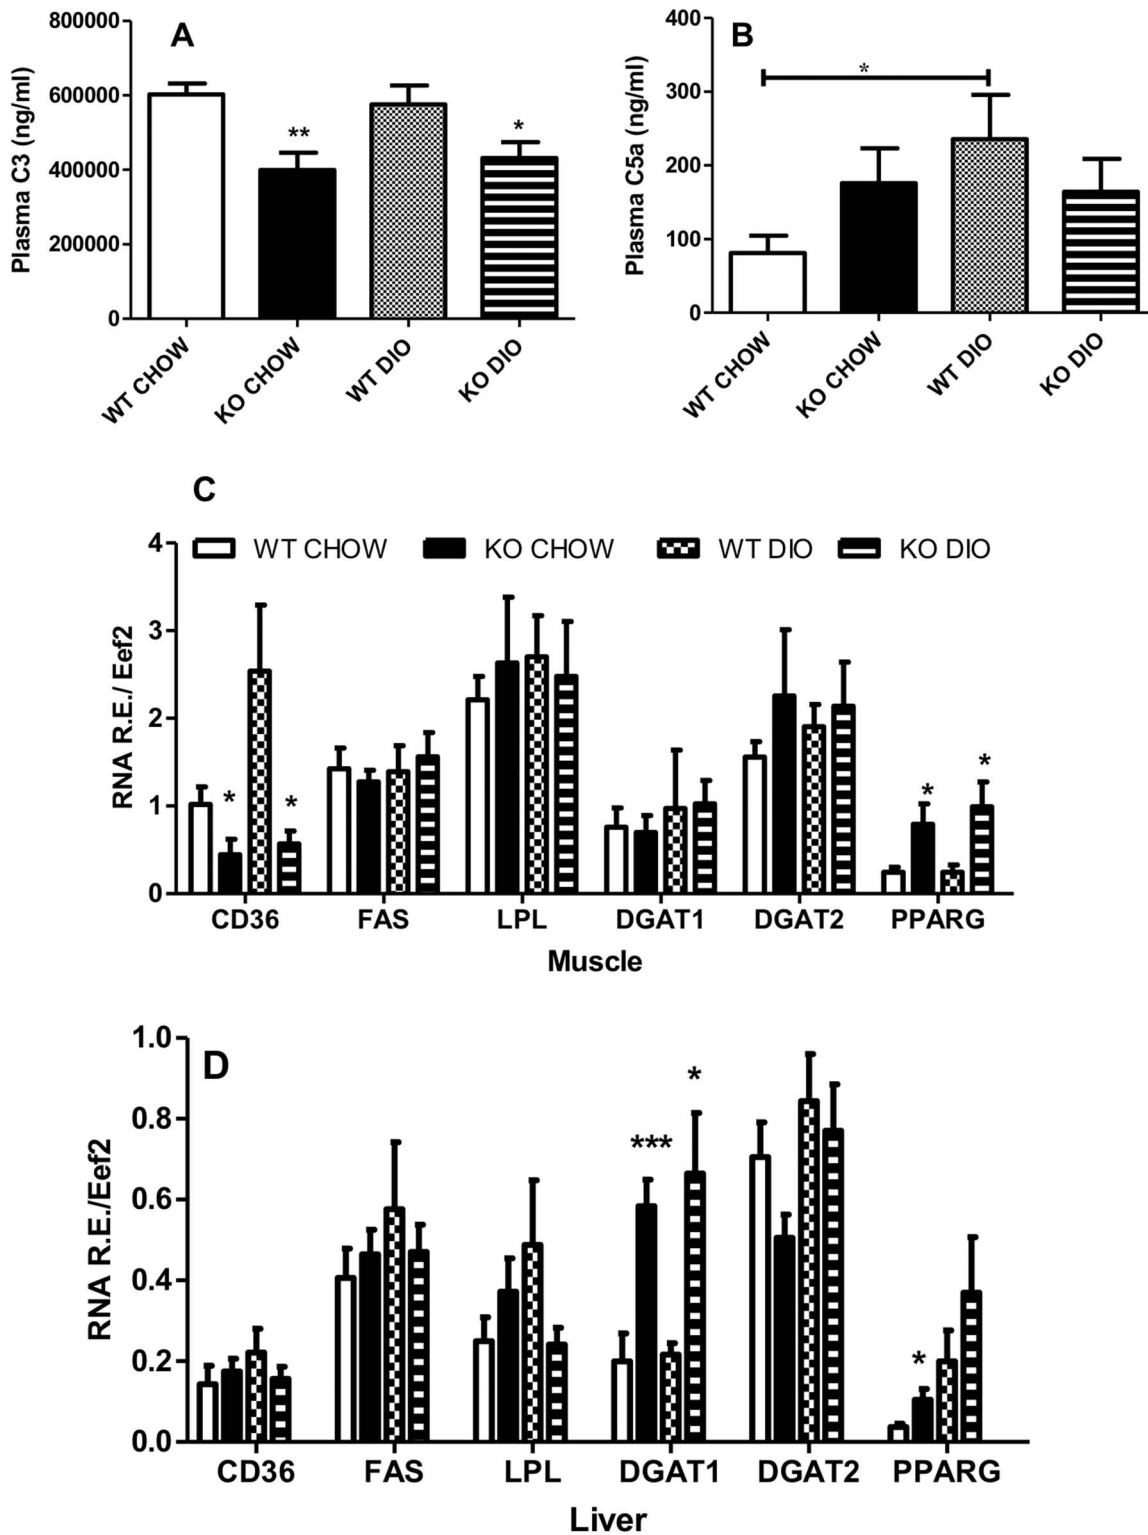 A
Plasma C3 (ng/ml)
800000
600000
400000
200000
0
**
*
WT CHOW
KO CHOW
WT DIO
KO DIO
B
Plasma C5a (ng/ml)
400
300
200
100
0
*
WT CHOW
KO CHOW
WT DIO
KO DIO
C
WT CHOW KO CHOW WT DIO KO DIO
RNA R.E./ Eef2
4
3
2
1
0
* * * *
CD36 FAS LPL DGAT1 DGAT2 PPARG
Muscle
D
RNA R.E./Eef2
1.0
0.8
0.6
0.4
0.2
0.0
*** * *
CD36 FAS LPL DGAT1 DGAT2 PPARG
Liver